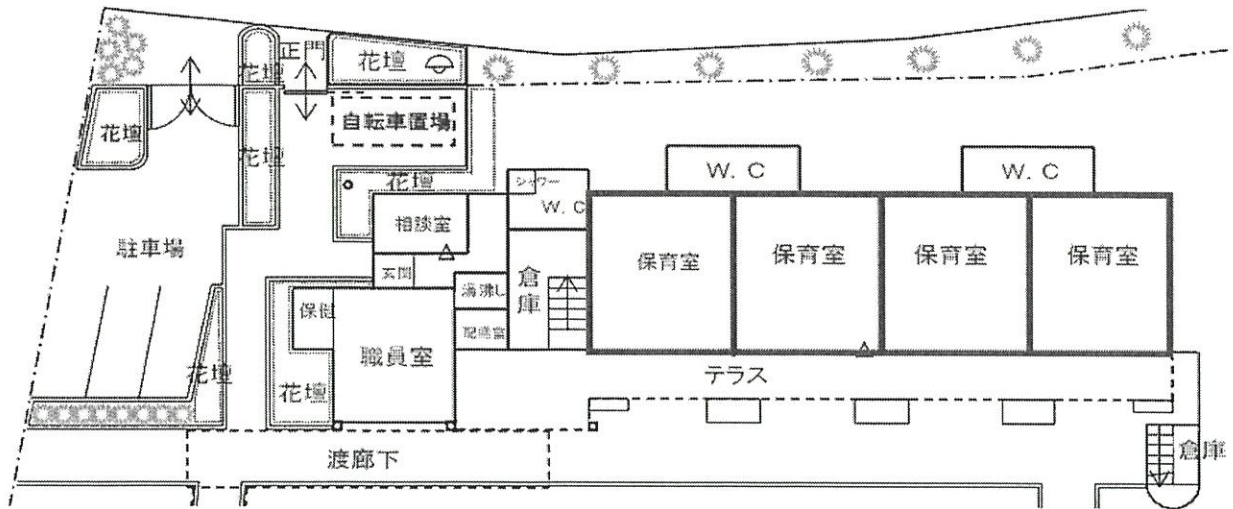 正門
花壇
花壇
花壇
花壇
自転車置場
花壇
シャワー
W.C
W.C
W.C
相談室
駐車場
保育室
保育室
保育室
保育室
玄関
倉庫
湯沸し
保健
職員室
テラス
花壇
花壇
渡廊下
倉庫